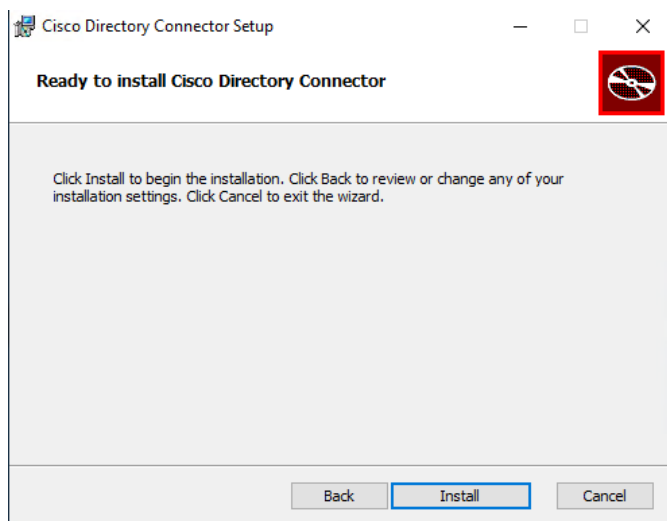 Cisco Directory Connector Setup
Ready to install Cisco Directory Connector
Click Install to begin the installation. Click Back to review or change any of your
installation settings. Click Cancel to exit the wizard.
Back Install Cancel